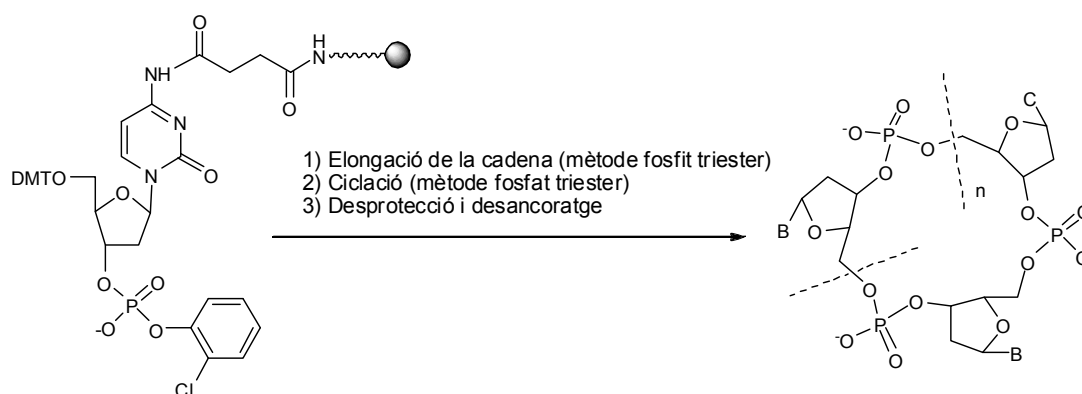 O
H
N
NH
O
N
N
O
DMTO
O
O
O
P
-O
O
Cl
1) Elongació de la cadena (mètode fosfit triester)
2) Ciclació (mètode fosfat triester)
3) Desprotecció i desancoratge
O
-O
P
O
O
O
C
n
O
O
P
O
O
B
O
O
O
P
-O
O
O
B